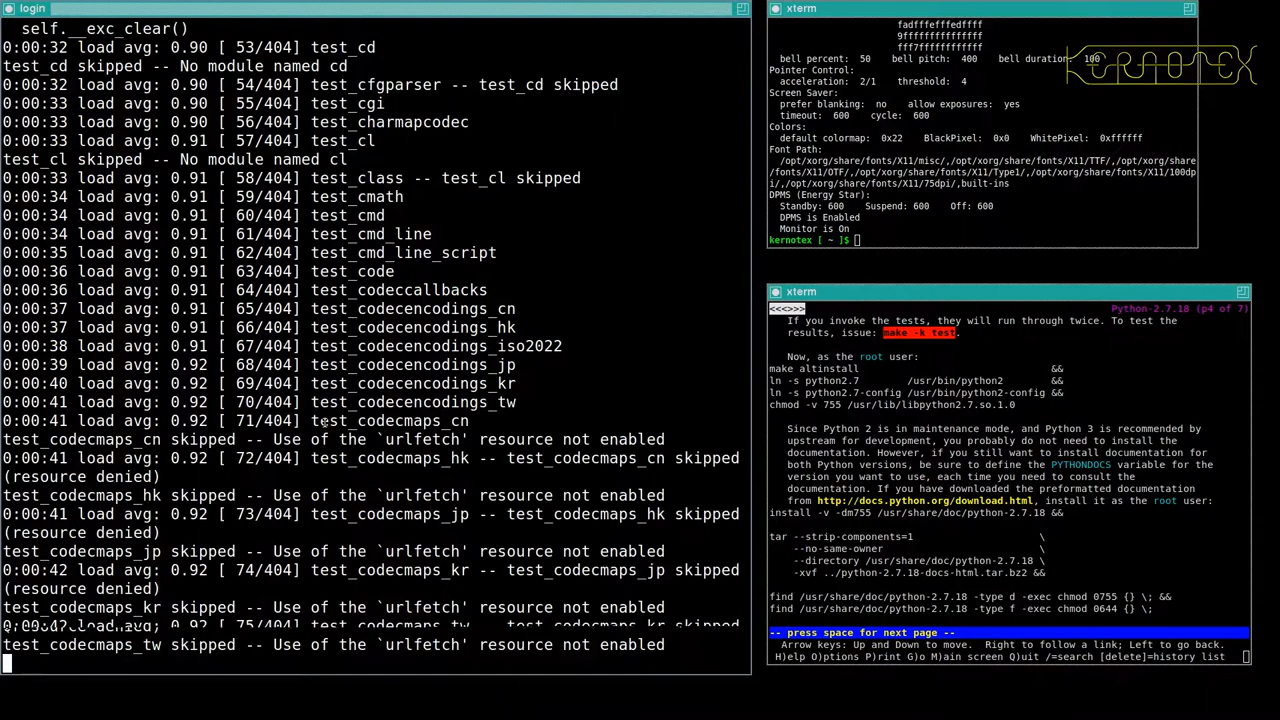 login
self.__exc_clear()
0:00:32 load avg: 0.90 [ 53/404] test_cd
test_cd skipped -- No module named cd
0:00:32 load avg: 0.90 [ 54/404] test_cfgparser -- test_cd skipped
0:00:33 load avg: 0.90 [ 55/404] test_cgi
0:00:33 load avg: 0.90 [ 56/404] test_charmapcodec
0:00:33 load avg: 0.91 [ 57/404] test_cl
test_cl skipped -- No module named cl
0:00:33 load avg: 0.91 [ 58/404] test_class -- test_cl skipped
0:00:34 load avg: 0.91 [ 59/404] test_cmath
0:00:34 load avg: 0.91 [ 60/404] test_cmd
0:00:34 load avg: 0.91 [ 61/404] test_cmd_line
0:00:35 load avg: 0.91 [ 62/404] test_cmd_line_script
0:00:36 load avg: 0.91 [ 63/404] test_code
0:00:36 load avg: 0.91 [ 64/404] test_codeccallbacks
0:00:37 load avg: 0.91 [ 65/404] test_codecencodings_cn
0:00:37 load avg: 0.91 [ 66/404] test_codecencodings_hk
0:00:38 load avg: 0.91 [ 67/404] test_codecencodings_iso2022
0:00:39 load avg: 0.92 [ 68/404] test_codecencodings_jp
0:00:40 load avg: 0.92 [ 69/404] test_codecencodings_kr
0:00:41 load avg: 0.92 [ 70/404] test_codecencodings_tw
0:00:41 load avg: 0.92 [ 71/404] test_codecmaps_cn
test_codecmaps_cn skipped -- Use of the `urlfetch' resource not enabled
0:00:41 load avg: 0.92 [ 72/404] test_codecmaps_hk -- test_codecmaps_cn skipped
(resource denied)
test_codecmaps_hk skipped -- Use of the `urlfetch' resource not enabled
0:00:41 load avg: 0.92 [ 73/404] test_codecmaps_jp -- test_codecmaps_hk skipped
(resource denied)
test_codecmaps_jp skipped -- Use of the `urlfetch' resource not enabled
0:00:42 load avg: 0.92 [ 74/404] test_codecmaps_kr -- test_codecmaps_jp skipped
(resource denied)
test_codecmaps_kr skipped -- Use of the `urlfetch' resource not enabled
0:00:42 load avg: 0.92 [ 75/404] test_codecmaps_tw -- test_codecmaps_kr skipped
test_codecmaps_tw skipped -- Use of the `urlfetch' resource not enabled
xterm
fadfffefffedffff
9fffffffffffffff
fff7ffffffffffff
bell percent: 50 bell pitch: 400 bell duration: 100
Pointer Control:
acceleration: 2/1 threshold: 4
Screen Saver:
prefer blanking: no allow exposures: yes
timeout: 600 cycle: 600
Colors:
default colormap: 0x22 BlackPixel: 0x0 WhitePixel: 0xffffff
Font Path:
/opt/xorg/share/fonts/X11/misc/,/opt/xorg/share/fonts/X11/TTF/,/opt/xorg/share
/fonts/X11/OTF/,/opt/xorg/share/fonts/X11/Type1/,/opt/xorg/share/fonts/X11/100dp
i/,/opt/xorg/share/fonts/X11/75dpi/,built-ins
DPMS (Energy Star):
Standby: 600 Suspend: 600 Off: 600
DPMS is Enabled
Monitor is On
kernotex [ ~ ]$
KERNOTEX
xterm
<<<>>> Python-2.7.18 (p4 of 7)
If you invoke the tests, they will run through twice. To test the
results, issue: make -k test.
Now, as the root user:
make altinstall &&
ln -s python2.7 /usr/bin/python2 &&
ln -s python2.7-config /usr/bin/python2-config &&
chmod -v 755 /usr/lib/libpython2.7.so.1.0
Since Python 2 is in maintenance mode, and Python 3 is recommended by
upstream for development, you probably do not need to install the
documentation. However, if you still want to install documentation for
both Python versions, be sure to define the PYTHONDOCS variable for the
version you want to use, each time you need to consult the
documentation. If you have downloaded the preformatted documentation
from http://docs.python.org/download.html, install it as the root user:
install -v -dm755 /usr/share/doc/python-2.7.18 &&
tar --strip-components=1 \
--no-same-owner \
--directory /usr/share/doc/python-2.7.18 \
-xvf ../python-2.7.18-docs-html.tar.bz2 &&
find /usr/share/doc/python-2.7.18 -type d -exec chmod 0755 {} \; &&
find /usr/share/doc/python-2.7.18 -type f -exec chmod 0644 {} \;
-- press space for next page --
Arrow keys: Up and Down to move. Right to follow a link; Left to go back.
H)elp O)ptions P)rint G)o M)ain screen Q)uit /=search [delete]=history list